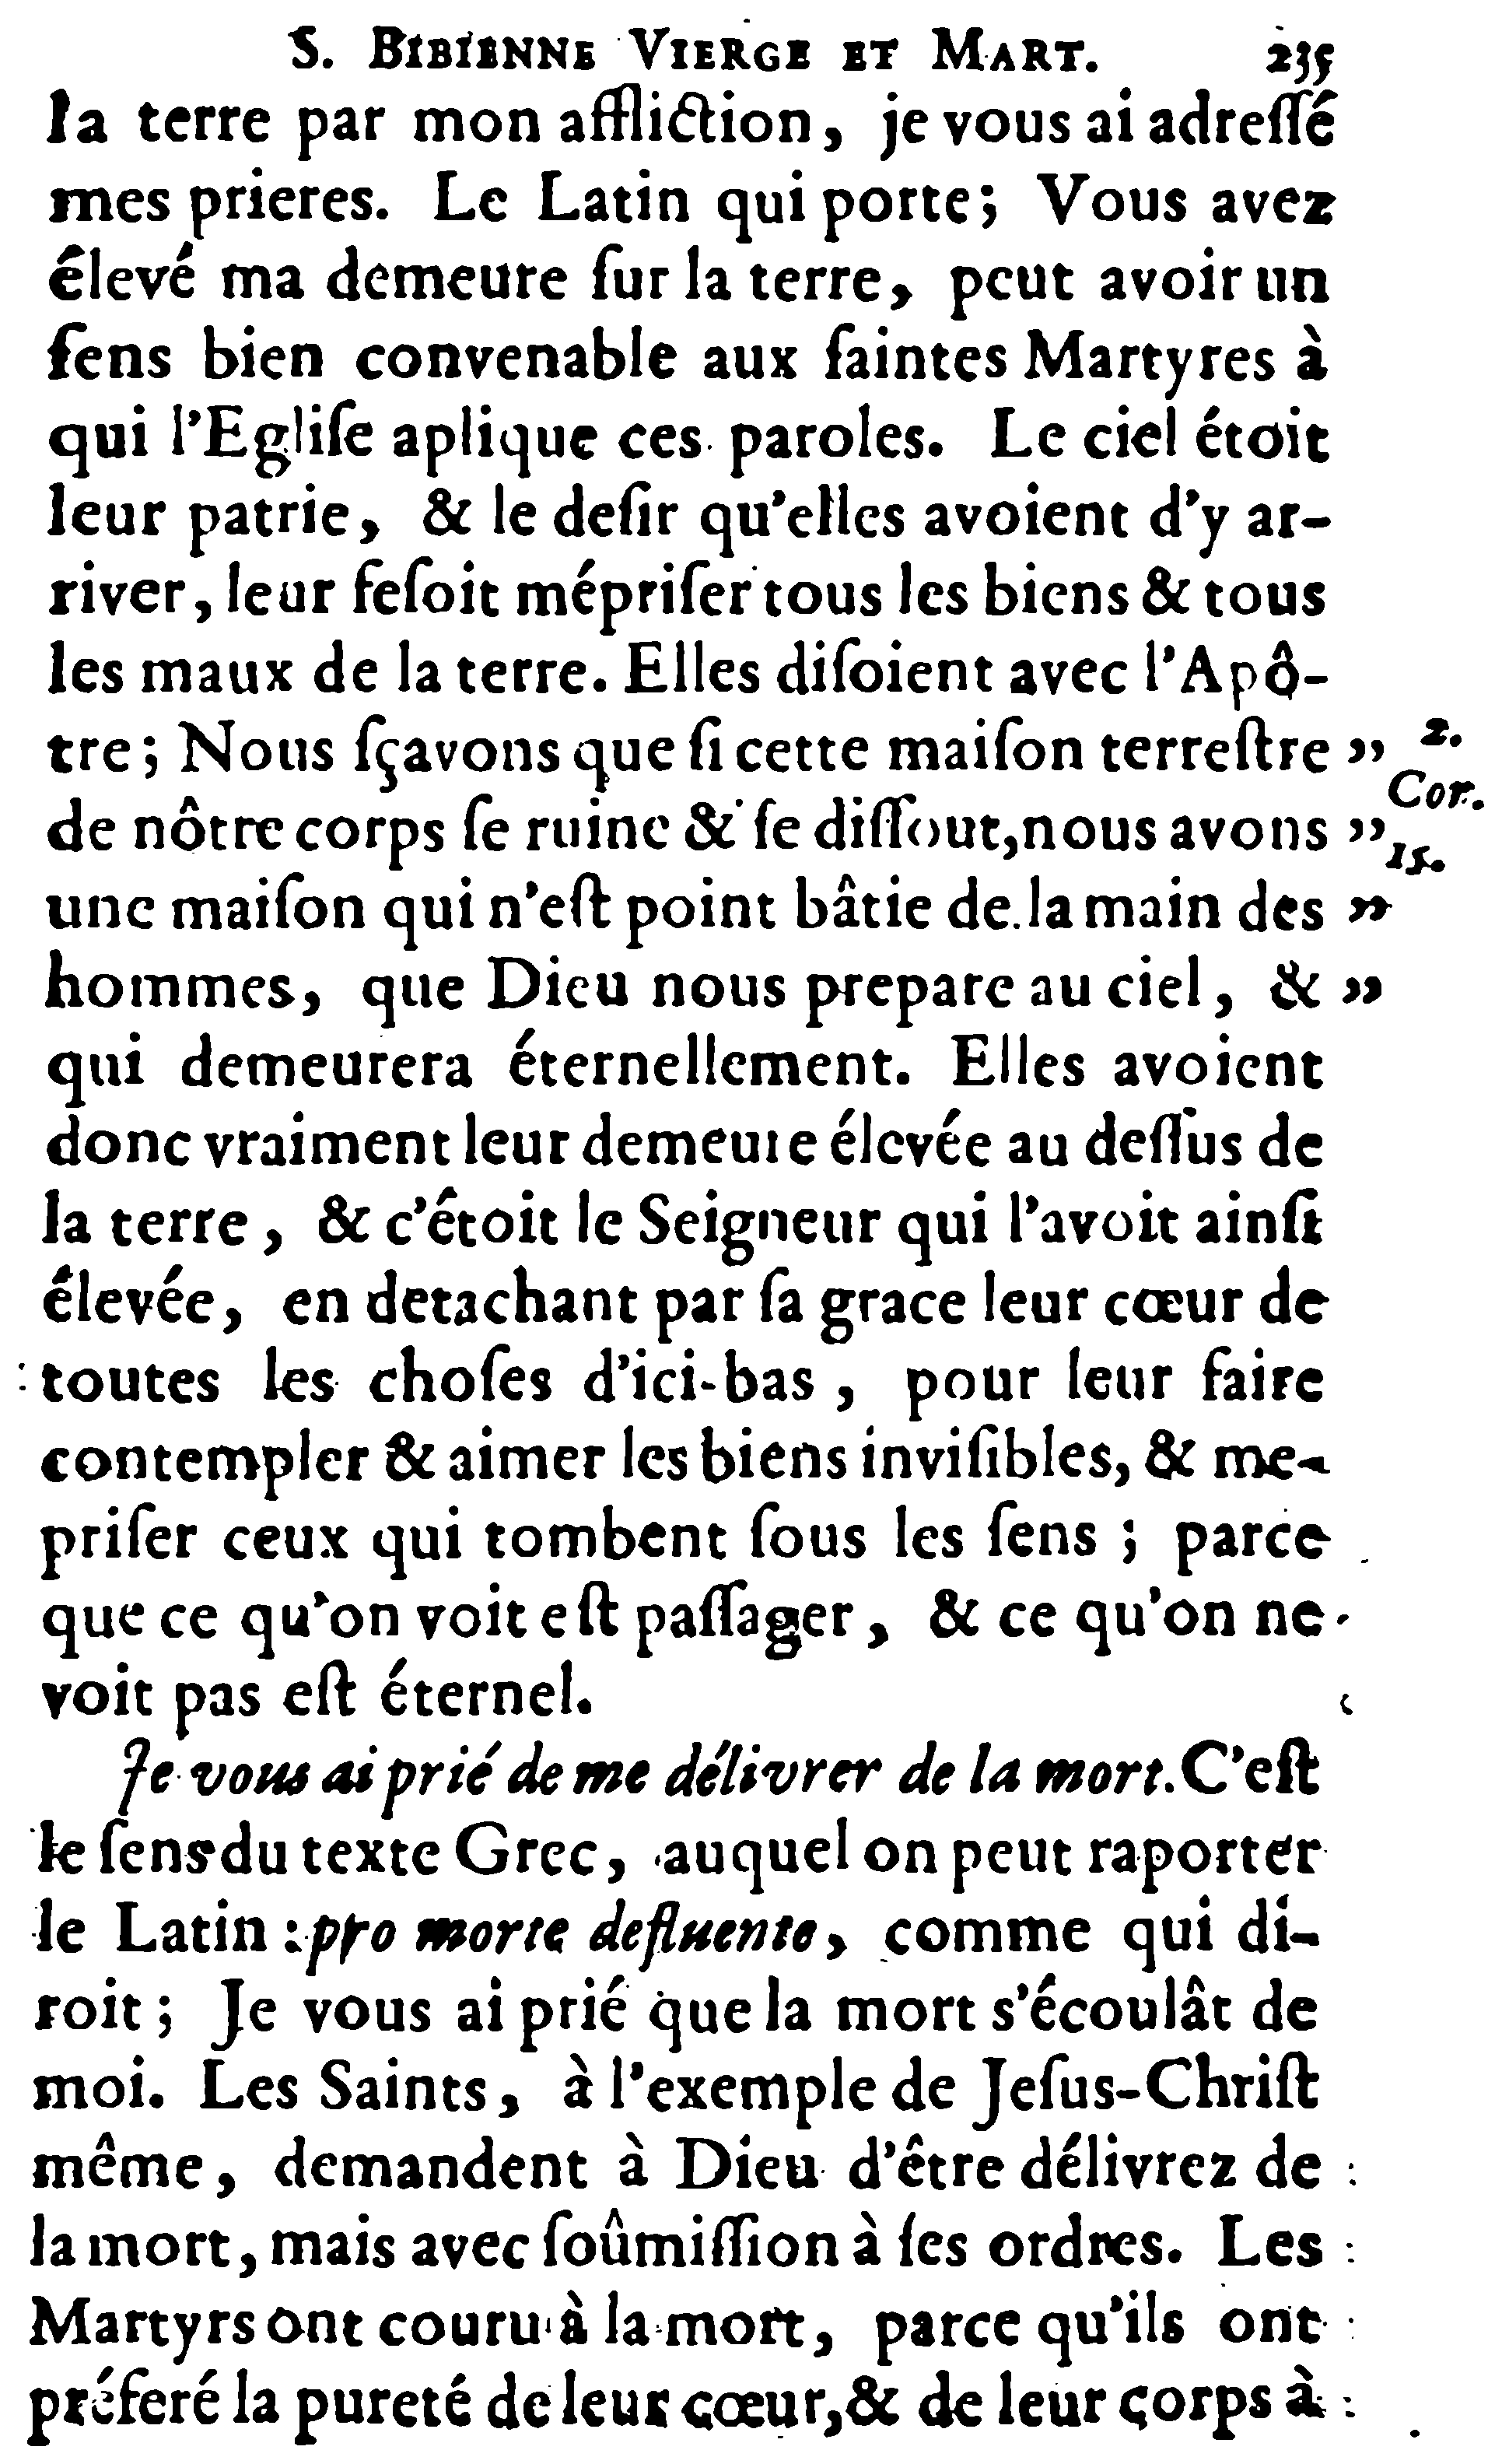 S. BIBIENNE VIERGE ET MART. 235
la terre par mon affliction, je vous ai adreſſé
mes prieres. Le Latin qui porte; Vous avez
élevé ma demeure ſur la terre, peut avoir un
ſens bien convenable aux ſaintes Martyres à
qui l'Egliſe aplique ces paroles. Le ciel étoit
leur patrie, & le deſir qu'elles avoient d'y ar-
river, leur feſoit mépriſer tous les biens & tous
les maux de la terre. Elles diſoient avec l'Apô-
tre; Nous ſçavons que ſi cette maiſon terreſtre " 2.
de nôtre corps ſe ruine & ſe diſſout, nous avons " Cor. 15.
une maiſon qui n'eſt point bâtie de la main des "
hommes, que Dieu nous prepare au ciel, & "
qui demeurera éternellement. Elles avoient
donc vraiment leur demeure élevée au deſſus de
la terre, & c'étoit le Seigneur qui l'avoit ainſi
élevée, en detachant par ſa grace leur cœur de
toutes les choſes d'ici-bas, pour leur faire
contempler & aimer les biens inviſibles, & me-
priſer ceux qui tombent ſous les ſens ; parce
que ce qu'on voit eſt paſſager, & ce qu'on ne
voit pas eſt éternel.
Je vous ai prié de me délivrer de la mort. C'eſt
le ſens du texte Grec, auquel on peut raporter
le Latin : pro morte defluente, comme qui di-
roit; Je vous ai prié que la mort s'écoulât de
moi. Les Saints, à l'exemple de Jeſus-Chriſt
même, demandent à Dieu d'être délivrez de
la mort, mais avec ſoûmiſſion à ſes ordres. Les
Martyrs ont couru à la mort, parce qu'ils ont
préferé la pureté de leur cœur, & de leur corps à